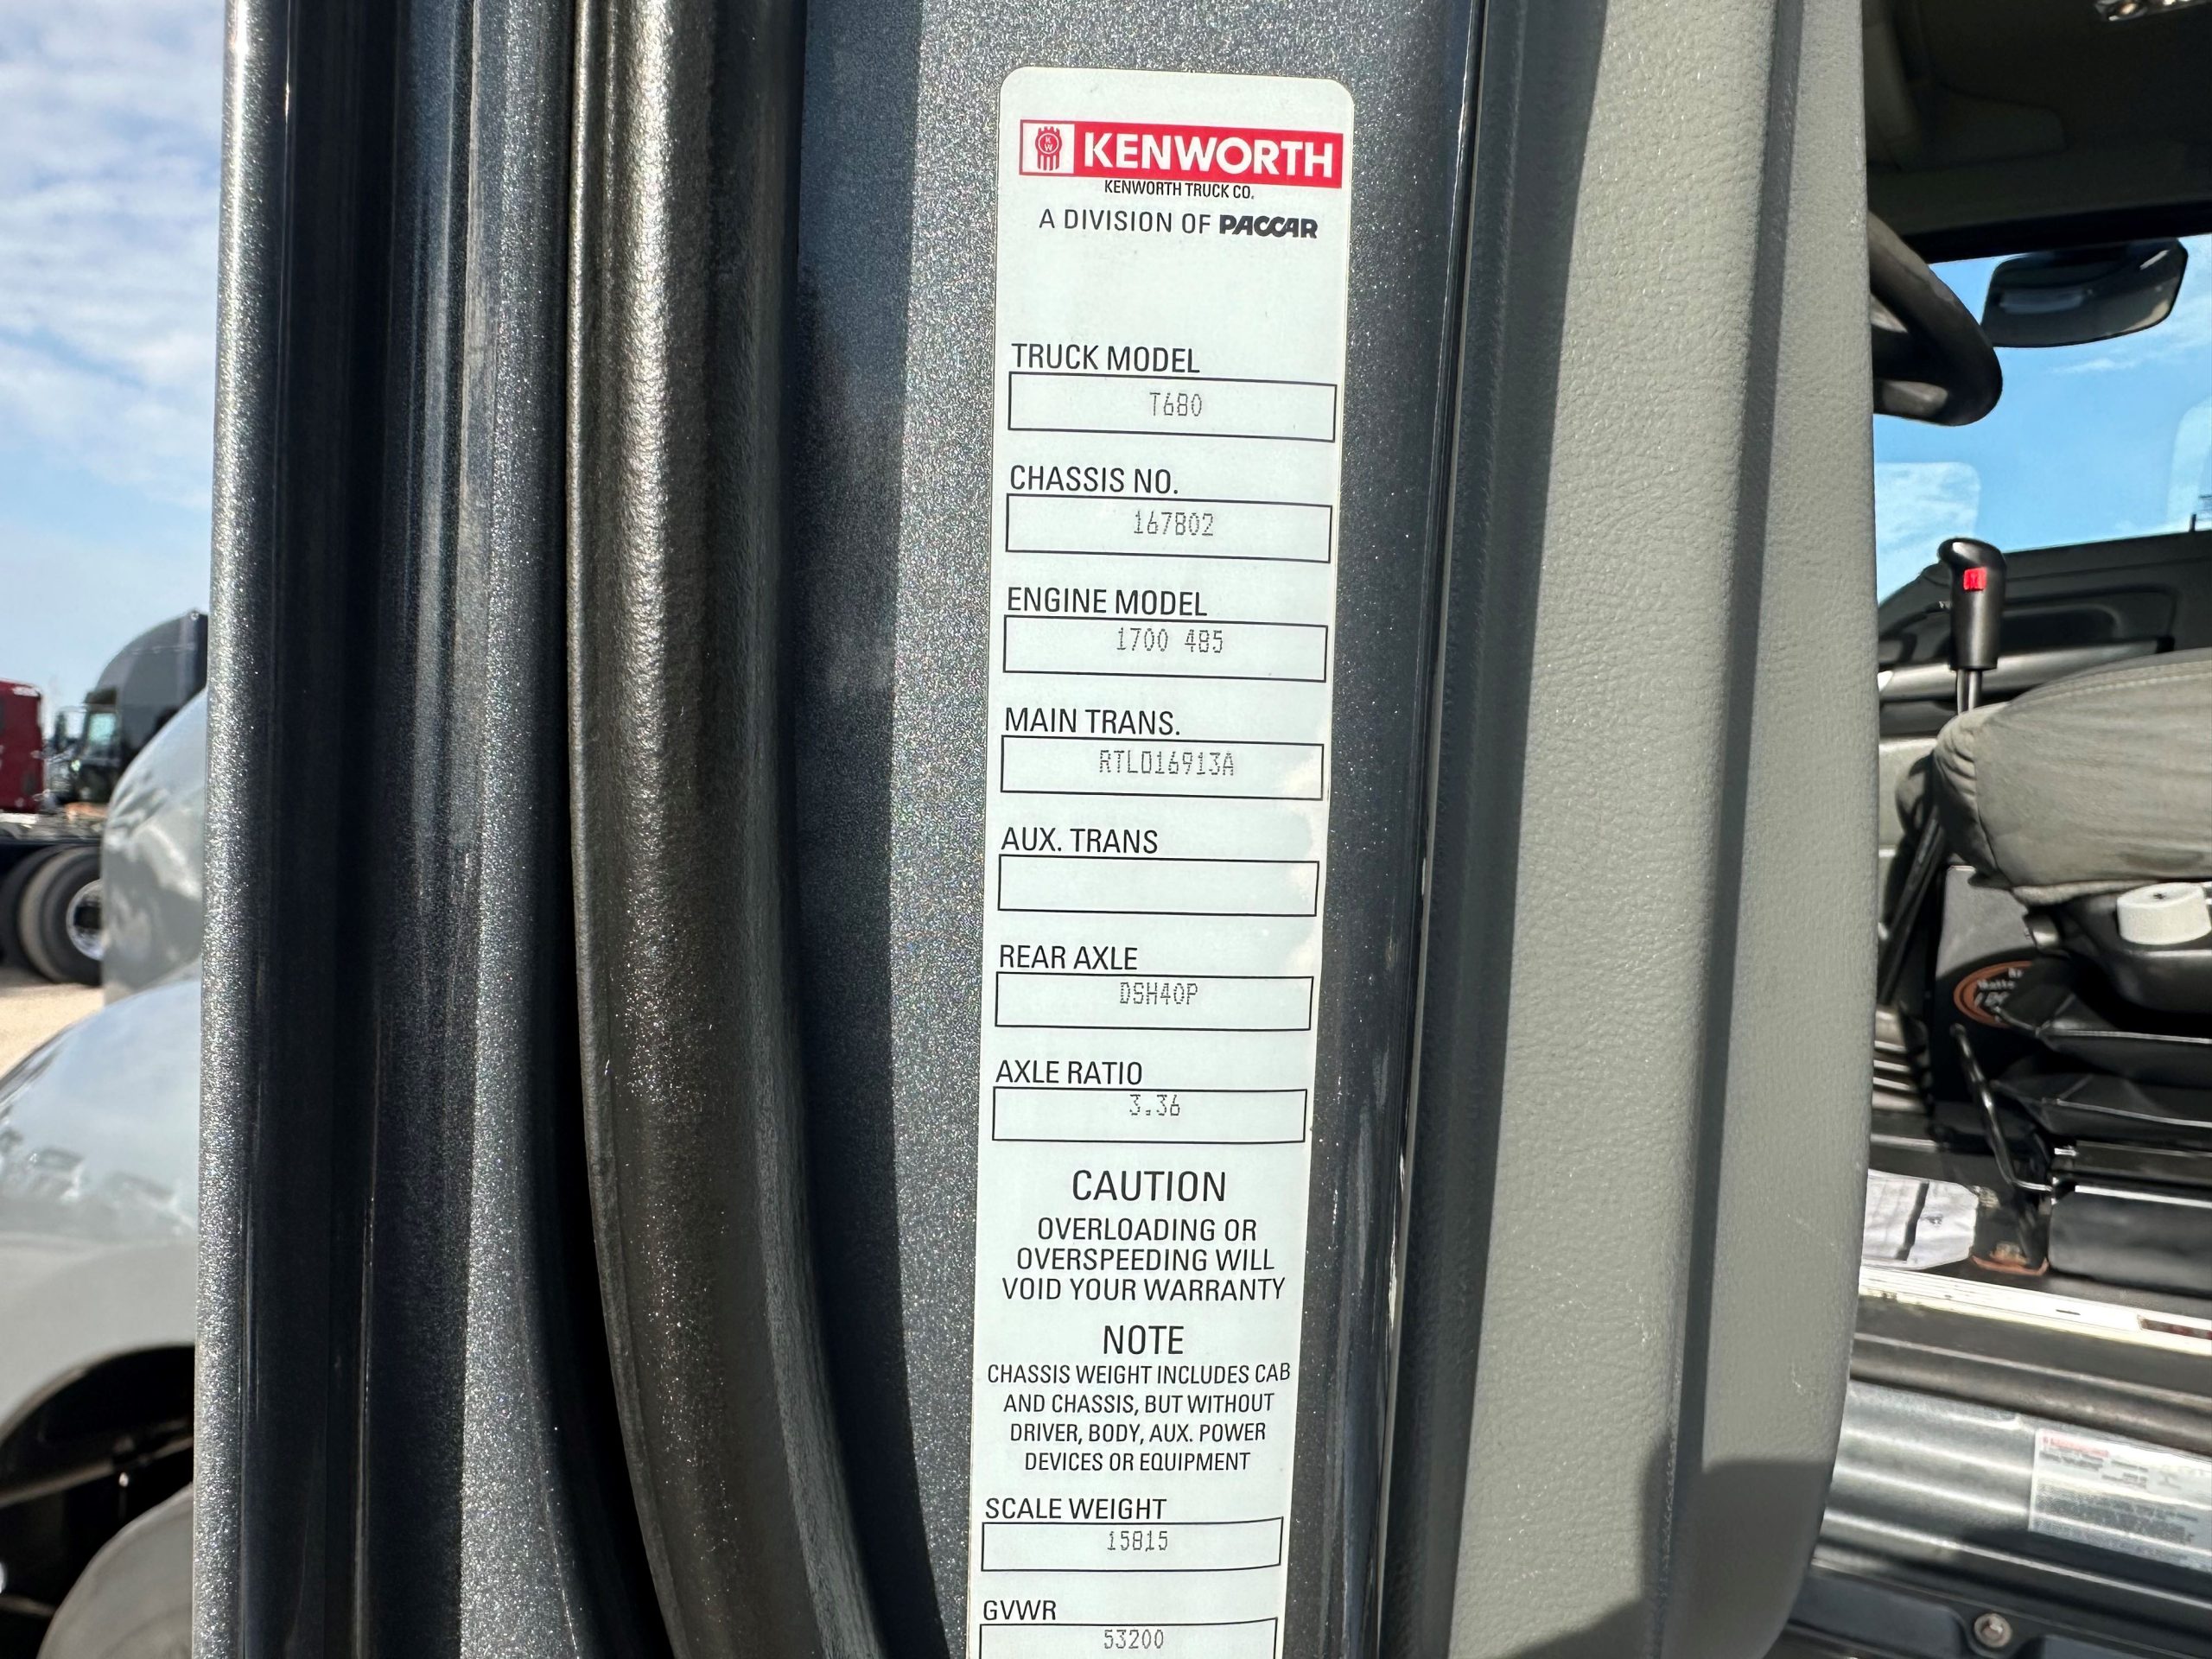 KENWORTH
KENWORTH TRUCK CO.
A DIVISION OF PACCAR
TRUCK MODEL
T680
CHASSIS NO.
167802
ENGINE MODEL
1700 485
MAIN TRANS.
RTLO16913A
AUX. TRANS
REAR AXLE
DSH40P
AXLE RATIO
3.36
CAUTION
OVERLOADING OR
OVERSPEEDING WILL
VOID YOUR WARRANTY
NOTE
CHASSIS WEIGHT INCLUDES CAB
AND CHASSIS, BUT WITHOUT
DRIVER, BODY, AUX. POWER
DEVICES OR EQUIPMENT
SCALE WEIGHT
15815
GVWR
53200